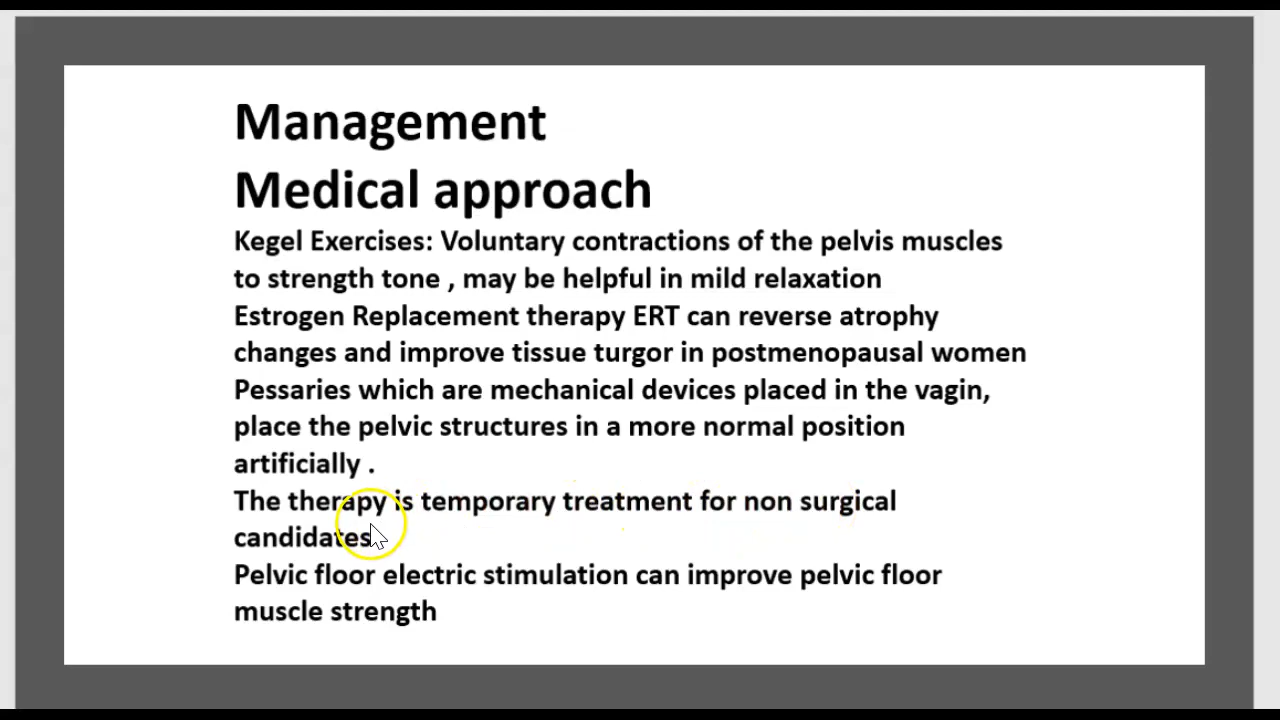 Management
Medical approach
Kegel Exercises: Voluntary contractions of the pelvis muscles
to strength tone , may be helpful in mild relaxation
Estrogen Replacement therapy ERT can reverse atrophy
changes and improve tissue turgor in postmenopausal women
Pessaries which are mechanical devices placed in the vagin,
place the pelvic structures in a more normal position
artificially .
The therapy is temporary treatment for non surgical
candidates
Pelvic floor electric stimulation can improve pelvic floor
muscle strength